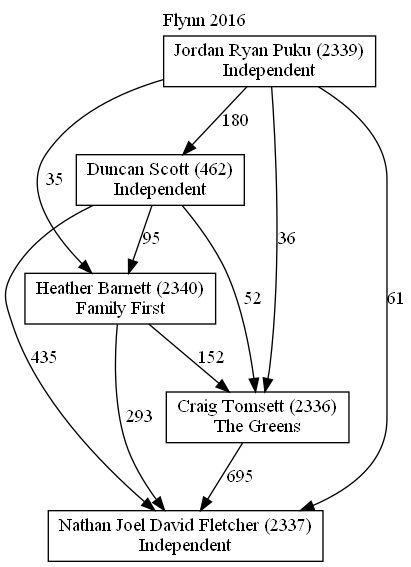 Flynn 2016
Jordan Ryan Puku (2339)
Independent
180
Duncan Scott (462)
Independent
35
95
36
52
61
Heather Barnett (2340)
Family First
435
152
293
Craig Tomsett (2336)
The Greens
695
Nathan Joel David Fletcher (2337)
Independent